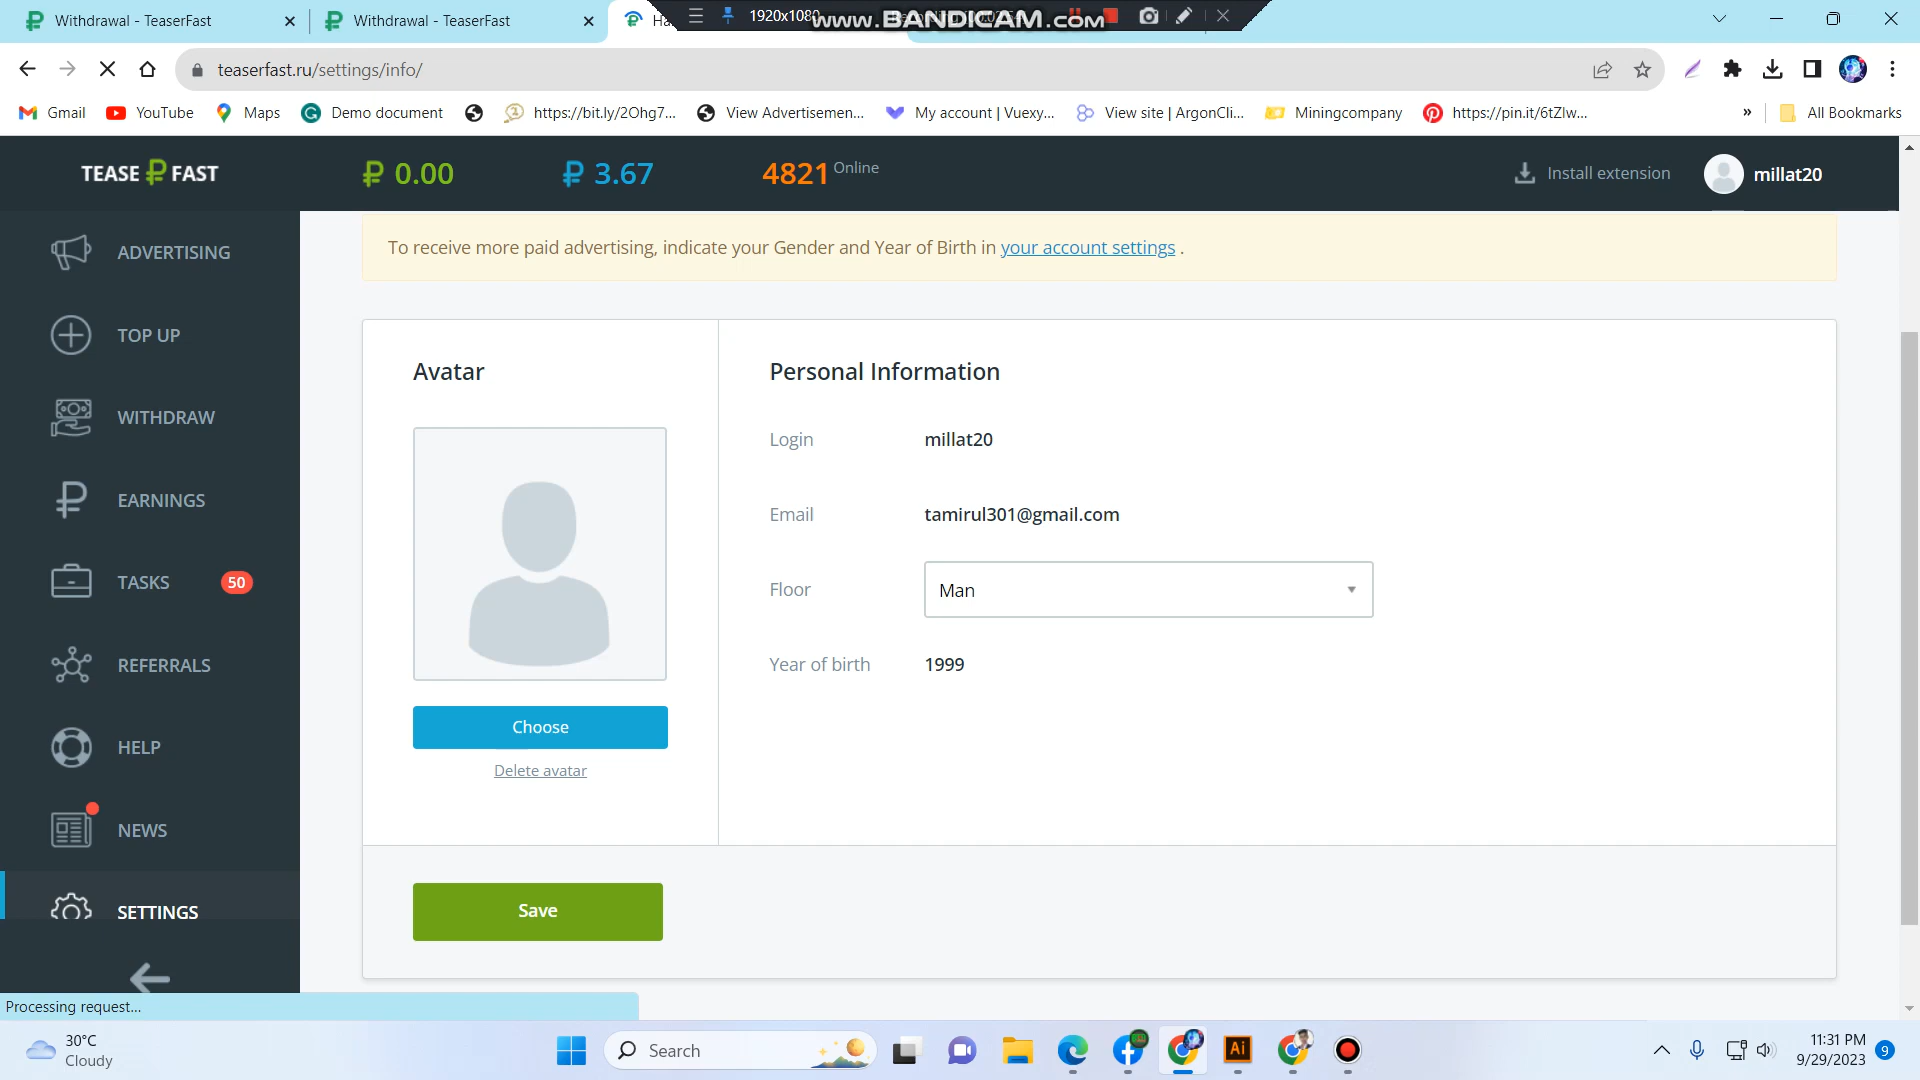 Withdrawal - TeaserFast
Withdrawal - TeaserFast
1920x1080
www.BANDICAM.com
teaserfast.ru/settings/info/
Gmail
YouTube
Maps
Demo document
https://bit.ly/2Ohg7...
View Advertisemen...
My account | Vuexy...
View site | ArgonCli...
Miningcompany
https://pin.it/6tZlw...
»
All Bookmarks
TEASE ₽ FAST
₽ 0.00
₽ 3.67
4821 Online
Install extension
millat20
ADVERTISING
TOP UP
WITHDRAW
EARNINGS
TASKS 50
REFERRALS
HELP
NEWS
SETTINGS
To receive more paid advertising, indicate your Gender and Year of Birth in your account settings .
Avatar
Choose
Delete avatar
Personal Information
Login millat20
Email tamirul301@gmail.com
Floor Man
Year of birth 1999
Save
Processing request...
30°C
Cloudy
Search
Ai
11:31 PM
9/29/2023
9